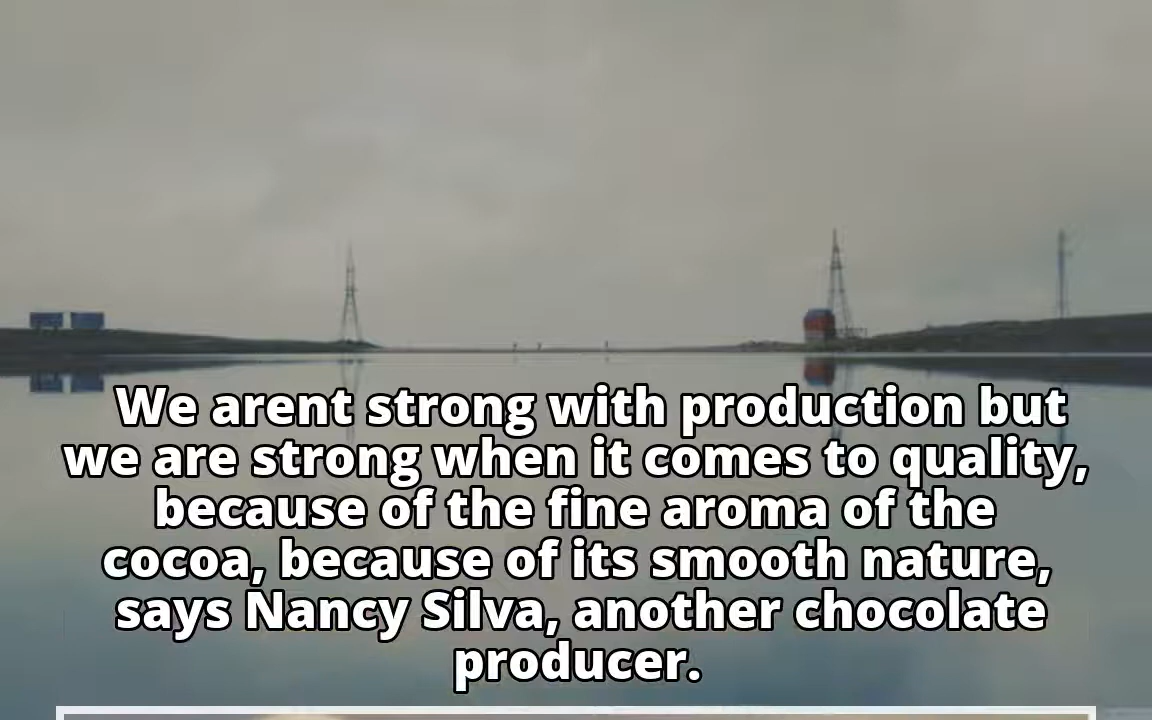 We arent strong with production but
we are strong when it comes to quality,
because of the fine aroma of the
cocoa, because of its smooth nature,
says Nancy Silva, another chocolate
producer.